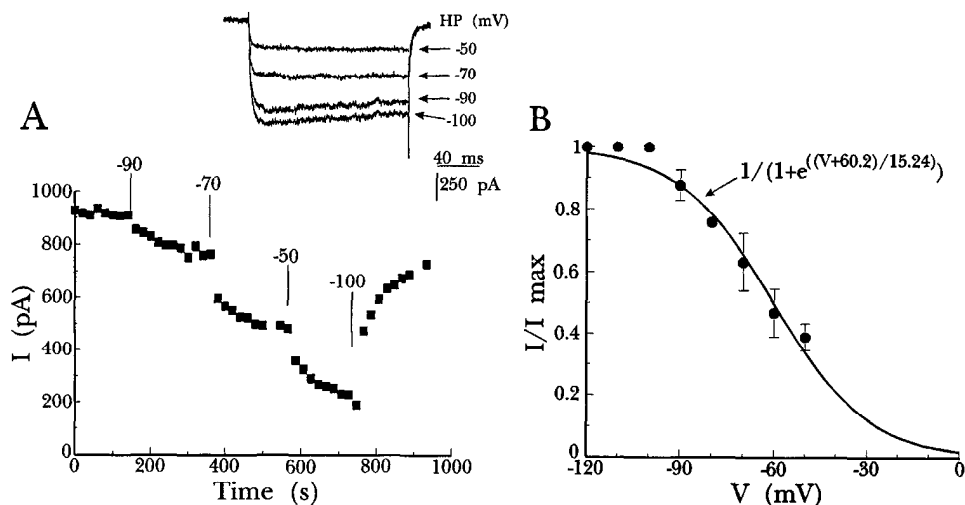 HP (mV)
-50
-70
-90
-100
40 ms
250 pA
A
-90
-70
-50
-100
1000
800
600
400
200
0
I (pA)
0 200 400 600 800 1000
Time (s)
B
1/(1+e^((V+60.2)/15.24))
1
0.8
0.6
0.4
0.2
0
I/I max
-120 -90 -60 -30 0
V (mV)